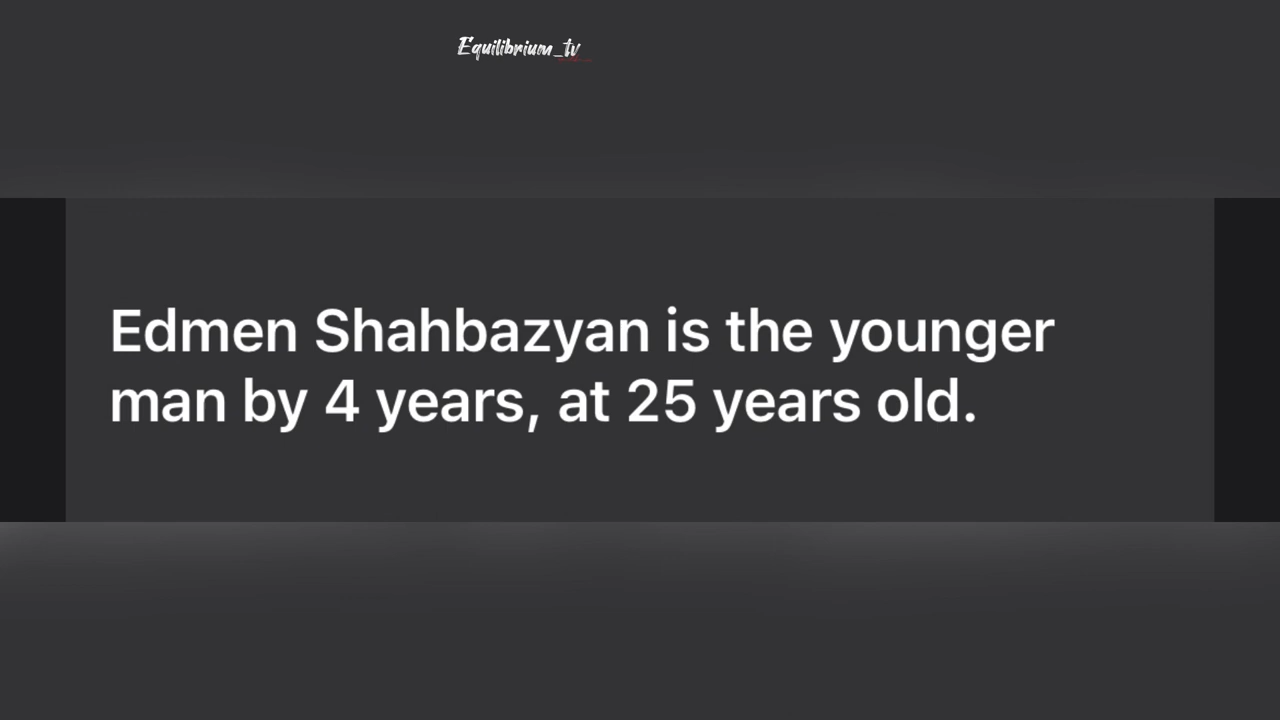 Equilibrium_tv
Edmen Shahbazyan is the younger
man by 4 years, at 25 years old.